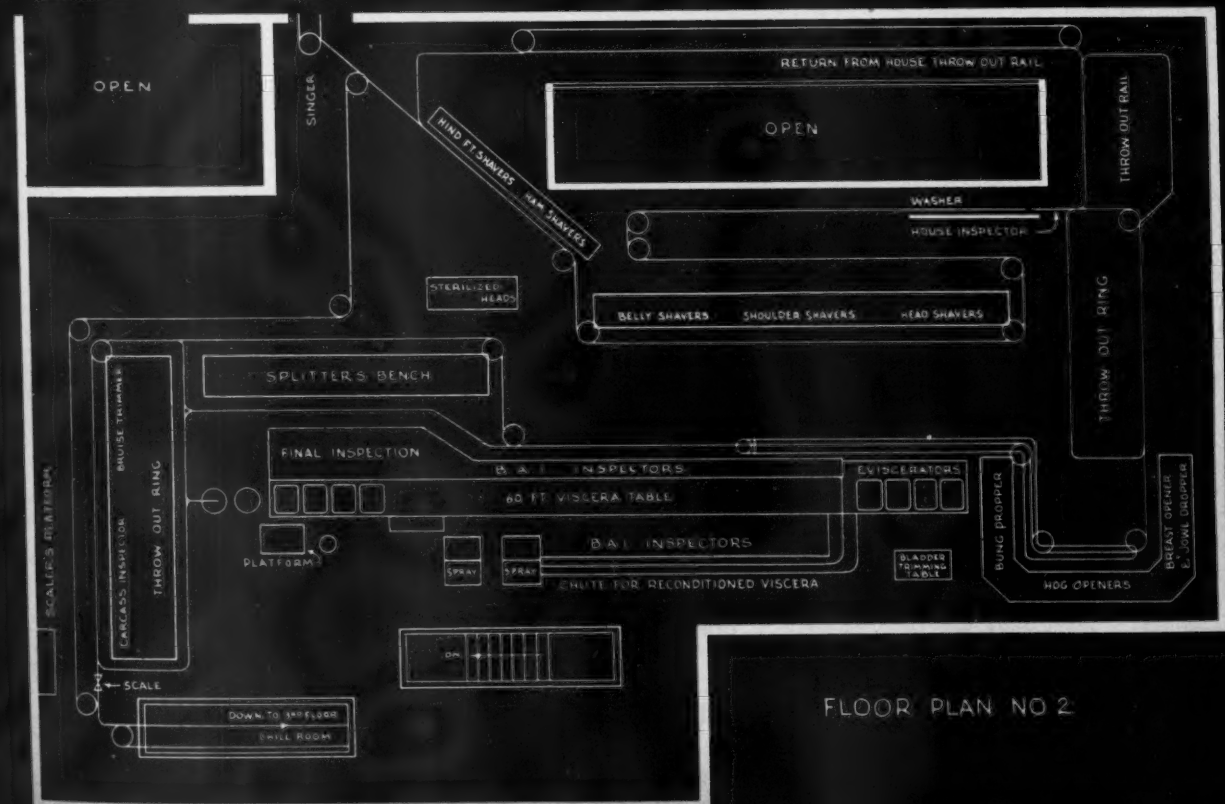 OPEN
SINGER
RETURN FROM HOUSE THROW OUT RAIL
OPEN
THROW OUT RAIL
HIND FT. SHAVERS HAM SHAVERS
WASHER
HOUSE INSPECTOR
STERILIZED
HEADS
BELLY SHAVERS SHOULDER SHAVERS HEAD SHAVERS
THROW OUT RING
SPLITTERS BENCH
BRUISE TRIMMER
CARCASS INSPECTOR
THROW OUT RING
SCALER'S PLATFORM
FINAL INSPECTION
B. A. I. INSPECTORS
EVISCERATORS
60 FT. VISCERA TABLE
B.A.I. INSPECTORS
PLATFORM
SPRAY
SPRAY
CHUTE FOR RECONDITIONED VISCERA
BLADDER
TRIMMING
TABLE
BUNG DROPPER
HOG OPENERS
BREAST OPENER
& JOWL DROPPER
DN.
SCALE
DOWN TO 3RD FLOOR
CHILL ROOM
FLOOR PLAN NO 2